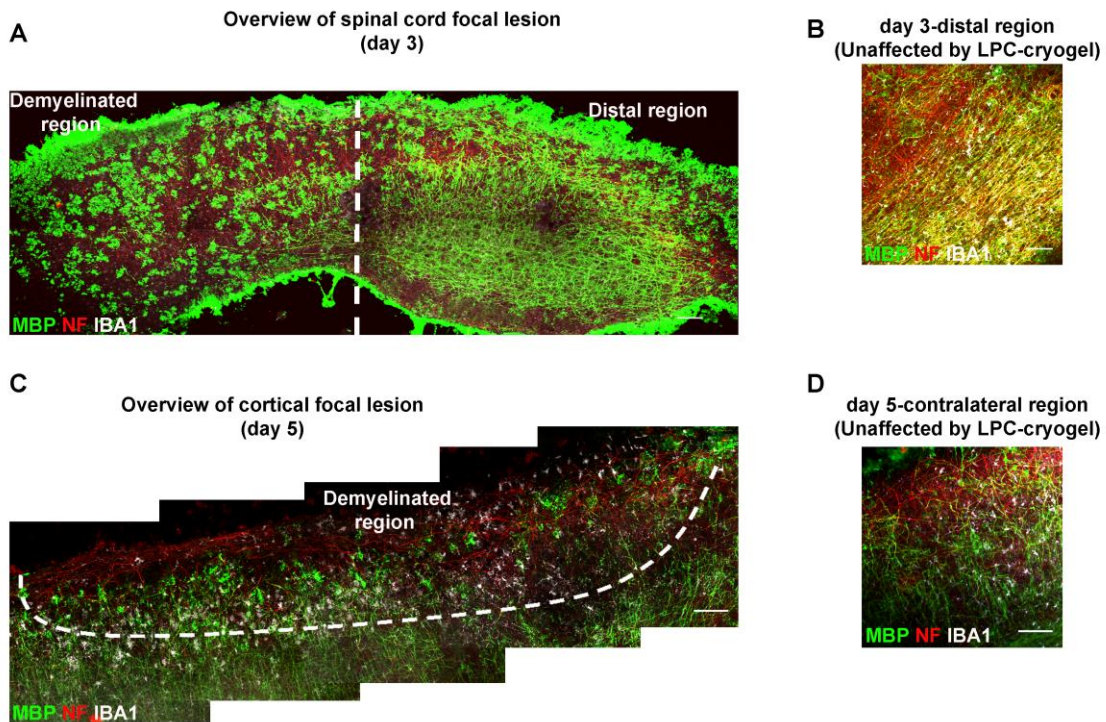 A
Overview of spinal cord focal lesion
(day 3)
Demyelinated
region
Distal region
MBP NF IBA1
B
day 3-distal region
(Unaffected by LPC-cryogel)
MBP NF IBA1
C
Overview of cortical focal lesion
(day 5)
Demyelinated
region
MBP NF IBA1
D
day 5-contralateral region
(Unaffected by LPC-cryogel)
MBP NF IBA1